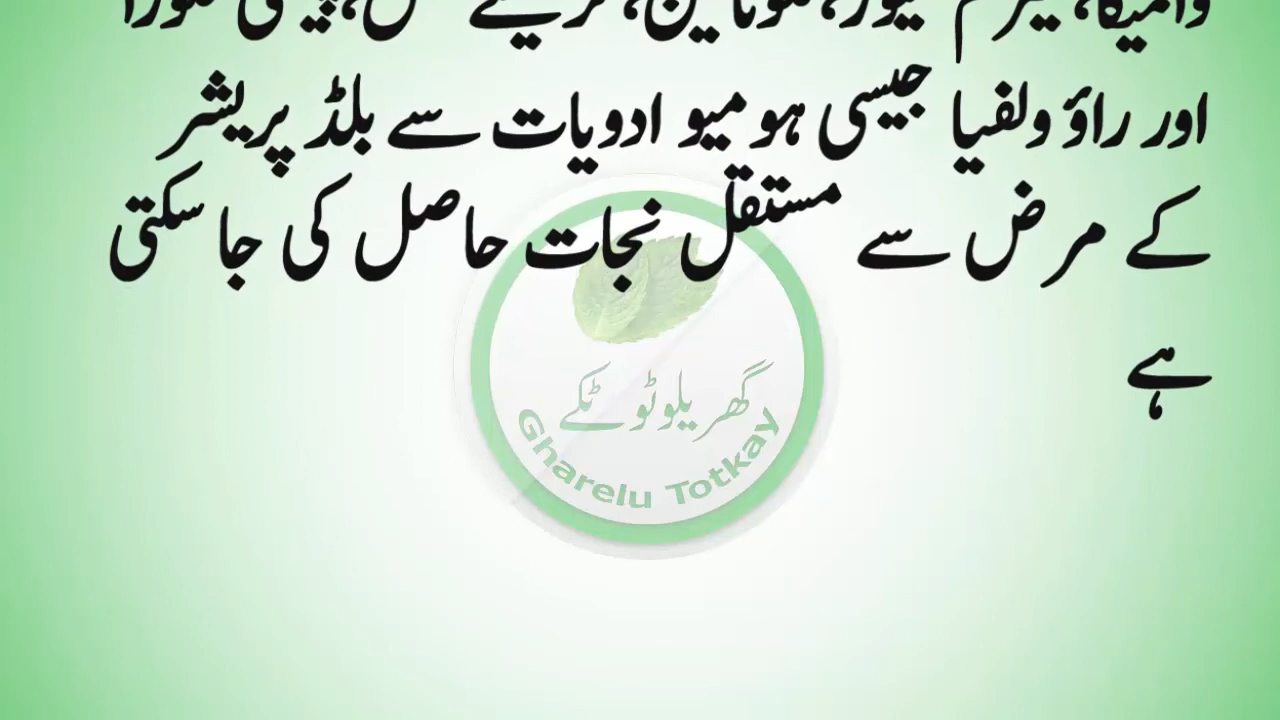 اور راؤ ولفیا جیسی ہومیو ادویات سے بلڈ پریشر
کے مرض سے مستقل نجات حاصل کی جا سکتی
ہے
گھریلو ٹوٹکے
Gharelu Totkay